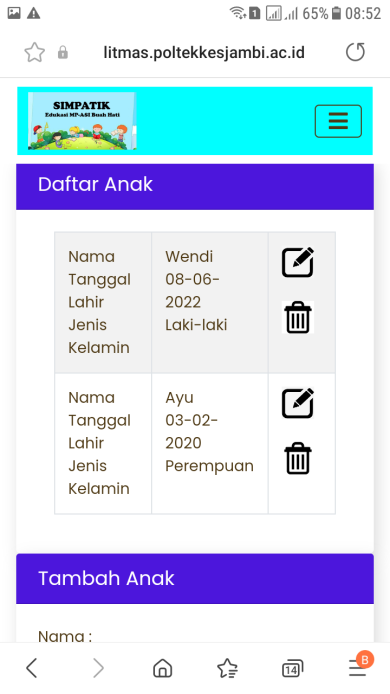 65% 08:52
litmas.poltekkesjambi.ac.id
SIMPATIK
Edukasi MP-ASI Buah Hati
Daftar Anak
Nama Wendi
Tanggal 08-06-
Lahir 2022
Jenis Laki-laki
Kelamin
Nama Ayu
Tanggal 03-02-
Lahir 2020
Jenis Perempuan
Kelamin
Tambah Anak
Nama :
14
B